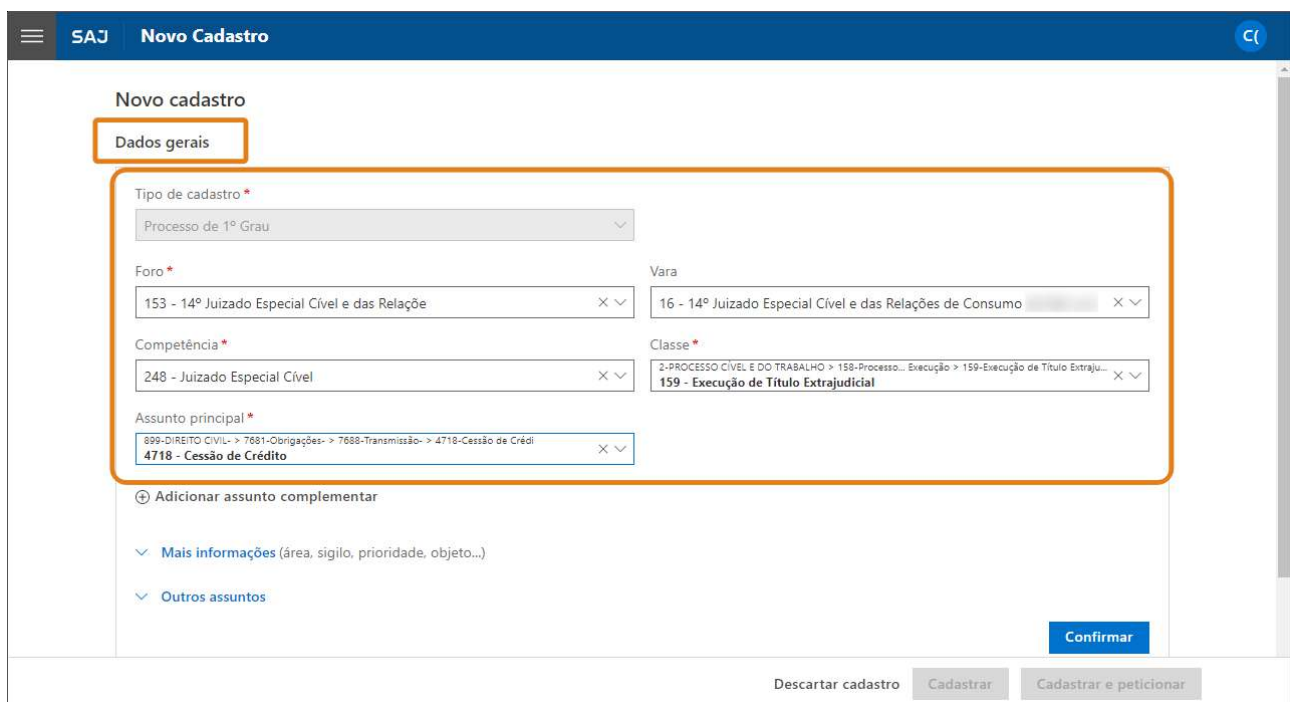 SAJ Novo Cadastro C(
Novo cadastro
Dados gerais
Tipo de cadastro *
Processo de 1º Grau
Foro * Vara
153 - 14º Juizado Especial Cível e das Relaçõe 16 - 14º Juizado Especial Cível e das Relações de Consumo
Competência * Classe *
2-PROCESSO CÍVEL E DO TRABALHO > 158-Processo... Execução > 159-Execução de Título Extraju...
248 - Juizado Especial Cível 159 - Execução de Título Extrajudicial
Assunto principal *
899-DIREITO CIVIL- > 7681-Obrigações- > 7688-Transmissão- > 4718-Cessão de Crédi
4718 - Cessão de Crédito
Adicionar assunto complementar
Mais informações (área, sigilo, prioridade, objeto...)
Outros assuntos
Confirmar
Descartar cadastro Cadastrar Cadastrar e peticionar